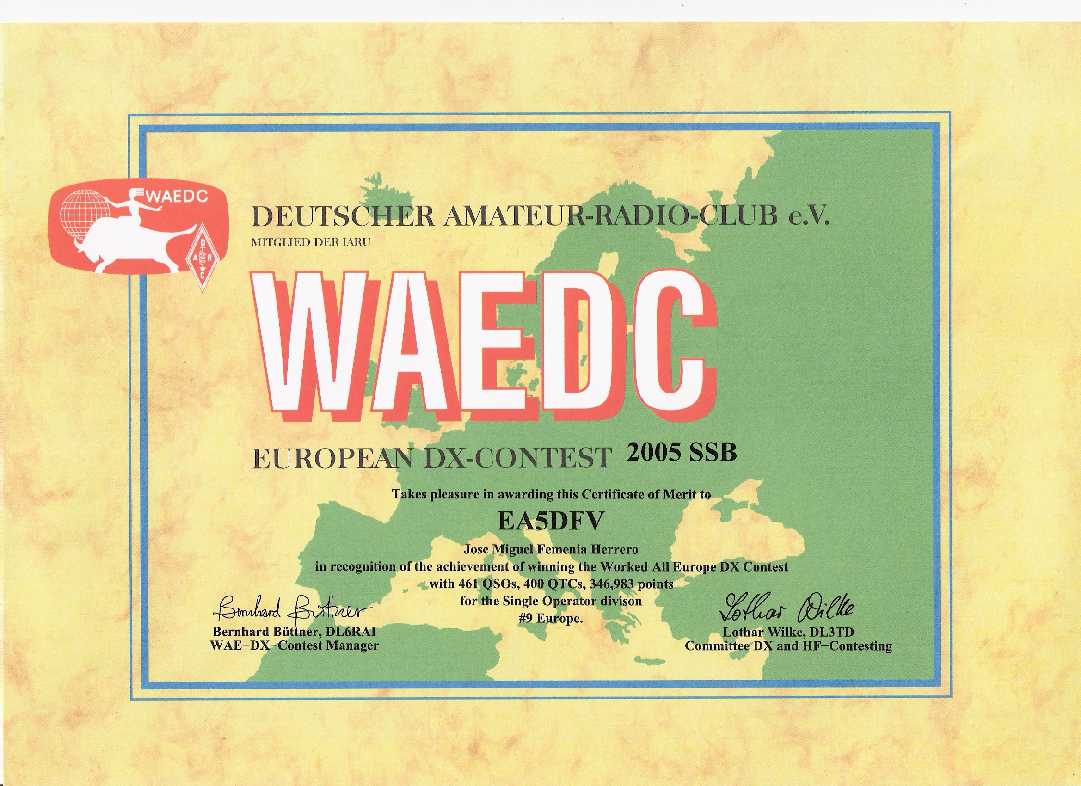 WAEDC
DARC
DEUTSCHER AMATEUR-RADIO-CLUB e.V.
MITGLIED DER IARU
WAEDC
EUROPEAN DX-CONTEST 2005 SSB
Takes pleasure in awarding this Certificate of Merit to
EA5DFV
Jose Miguel Femenia Herrero
in recognition of the achievement of winning the Worked All Europe DX Contest
with 461 QSOs, 400 QTCs, 346,983 points
for the Single Operator divison
#9 Europe.
Bernhard Büttner
Bernhard Büttner, DL6RAI
WAE-DX-Contest Manager
Lothar Wilke
Lothar Wilke, DL3TD
Committee DX and HF-Contesting